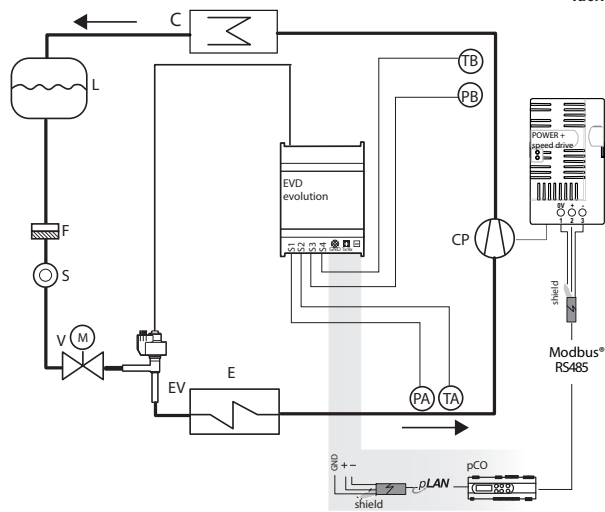 C
L
TB
PB
POWER +
speed drive
0V + -
1 2 3
EVD
evolution
S1 S2 S3 S4
CP
F
S
V
M
EV
E
PA
TA
shield
Modbus®
RS485
GND + −
shield
pLAN
pCO